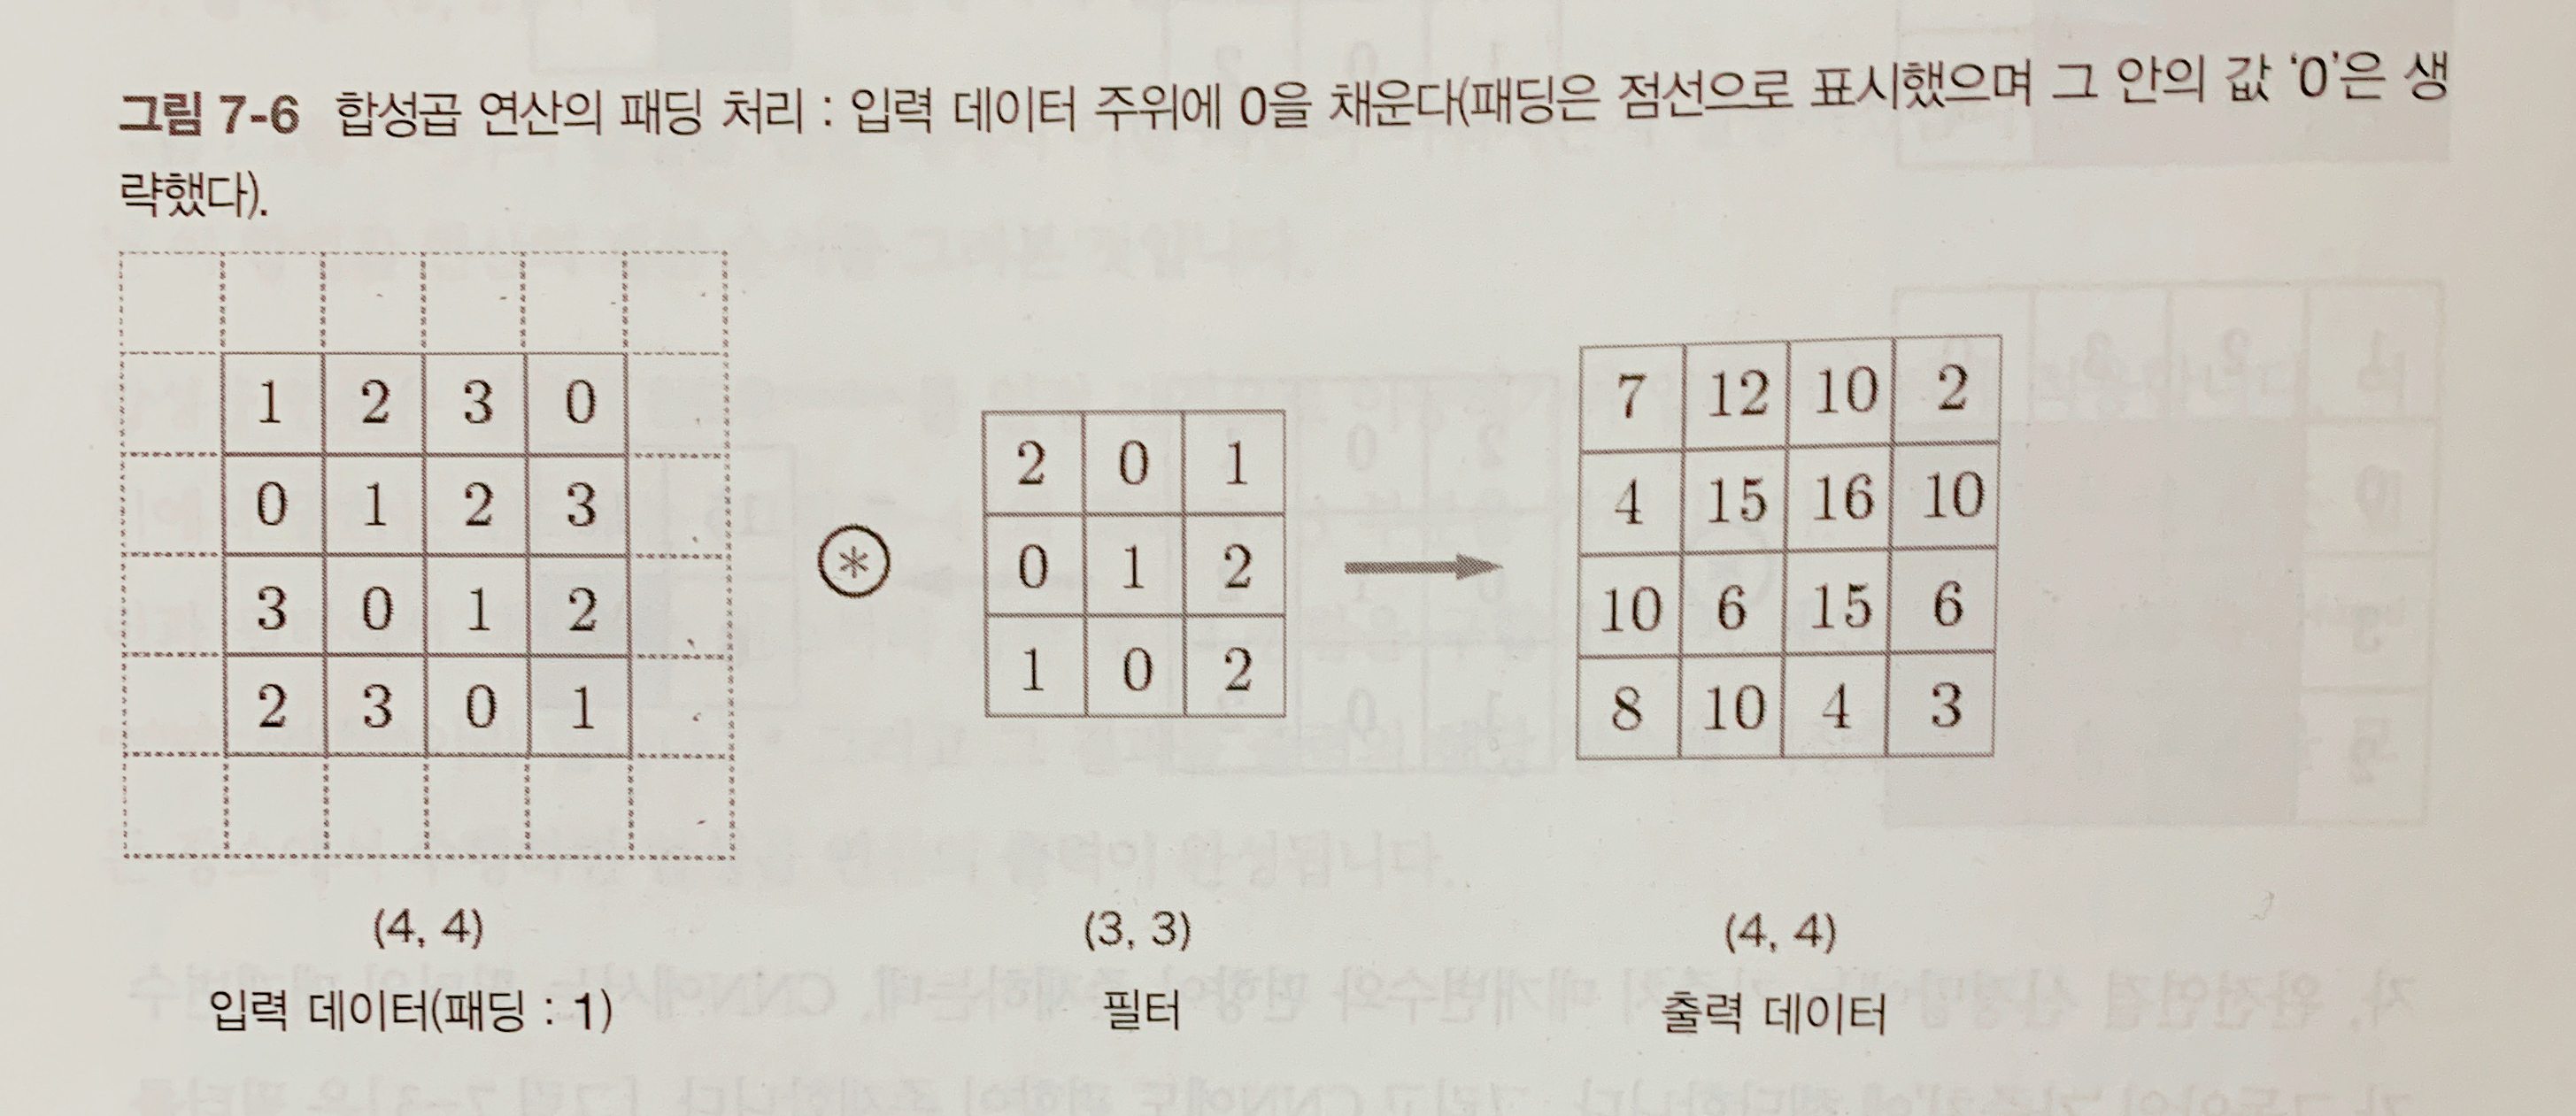 그림 7-6 합성곱 연산의 패딩 처리 : 입력 데이터 주위에 0을 채운다(패딩은 점선으로 표시했으며 그 안의 값 ‘0’은 생
략했다).
1 2 3 0
0 1 2 3
3 0 1 2
2 3 0 1
(4, 4)
입력 데이터(패딩 : 1)
*
2 0 1
0 1 2
1 0 2
(3, 3)
필터
7 12 10 2
4 15 16 10
10 6 15 6
8 10 4 3
(4, 4)
출력 데이터